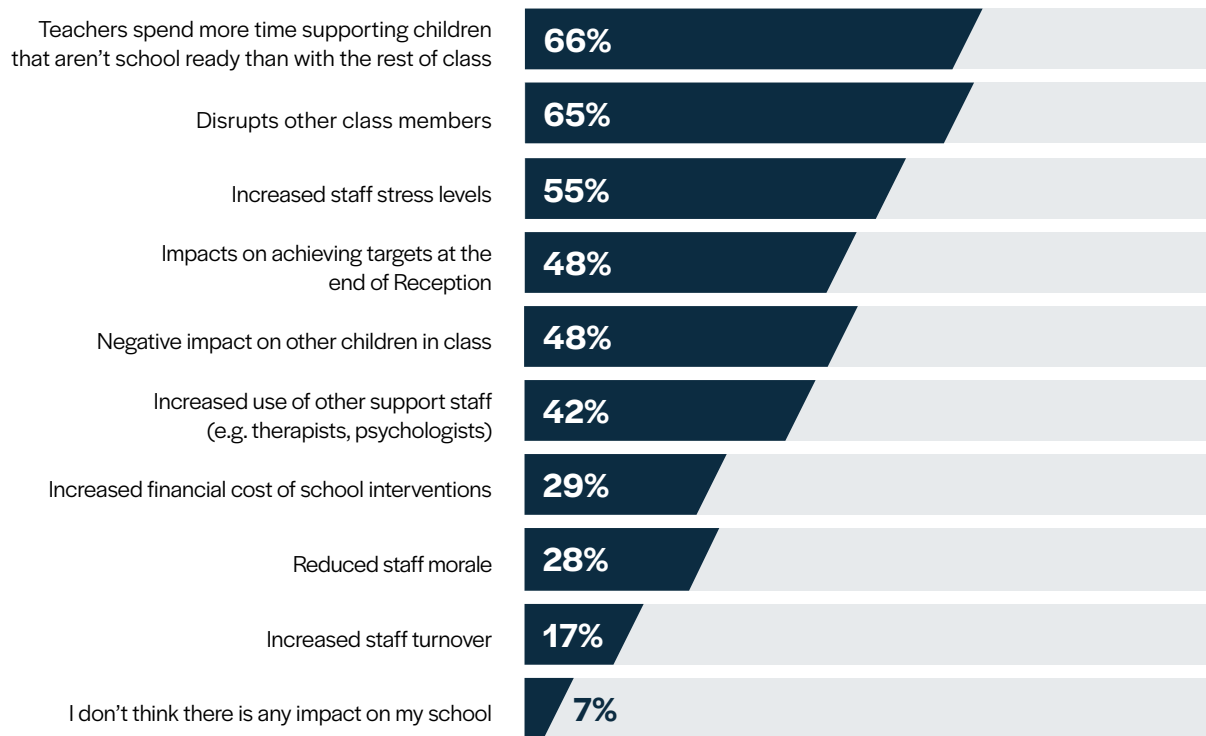 Teachers spend more time supporting children
that aren’t school ready than with the rest of class
66%
Disrupts other class members
65%
Increased staff stress levels
55%
Impacts on achieving targets at the
end of Reception
48%
Negative impact on other children in class
48%
Increased use of other support staff
(e.g. therapists, psychologists)
42%
Increased financial cost of school interventions
29%
Reduced staff morale
28%
Increased staff turnover
17%
I don’t think there is any impact on my school
7%